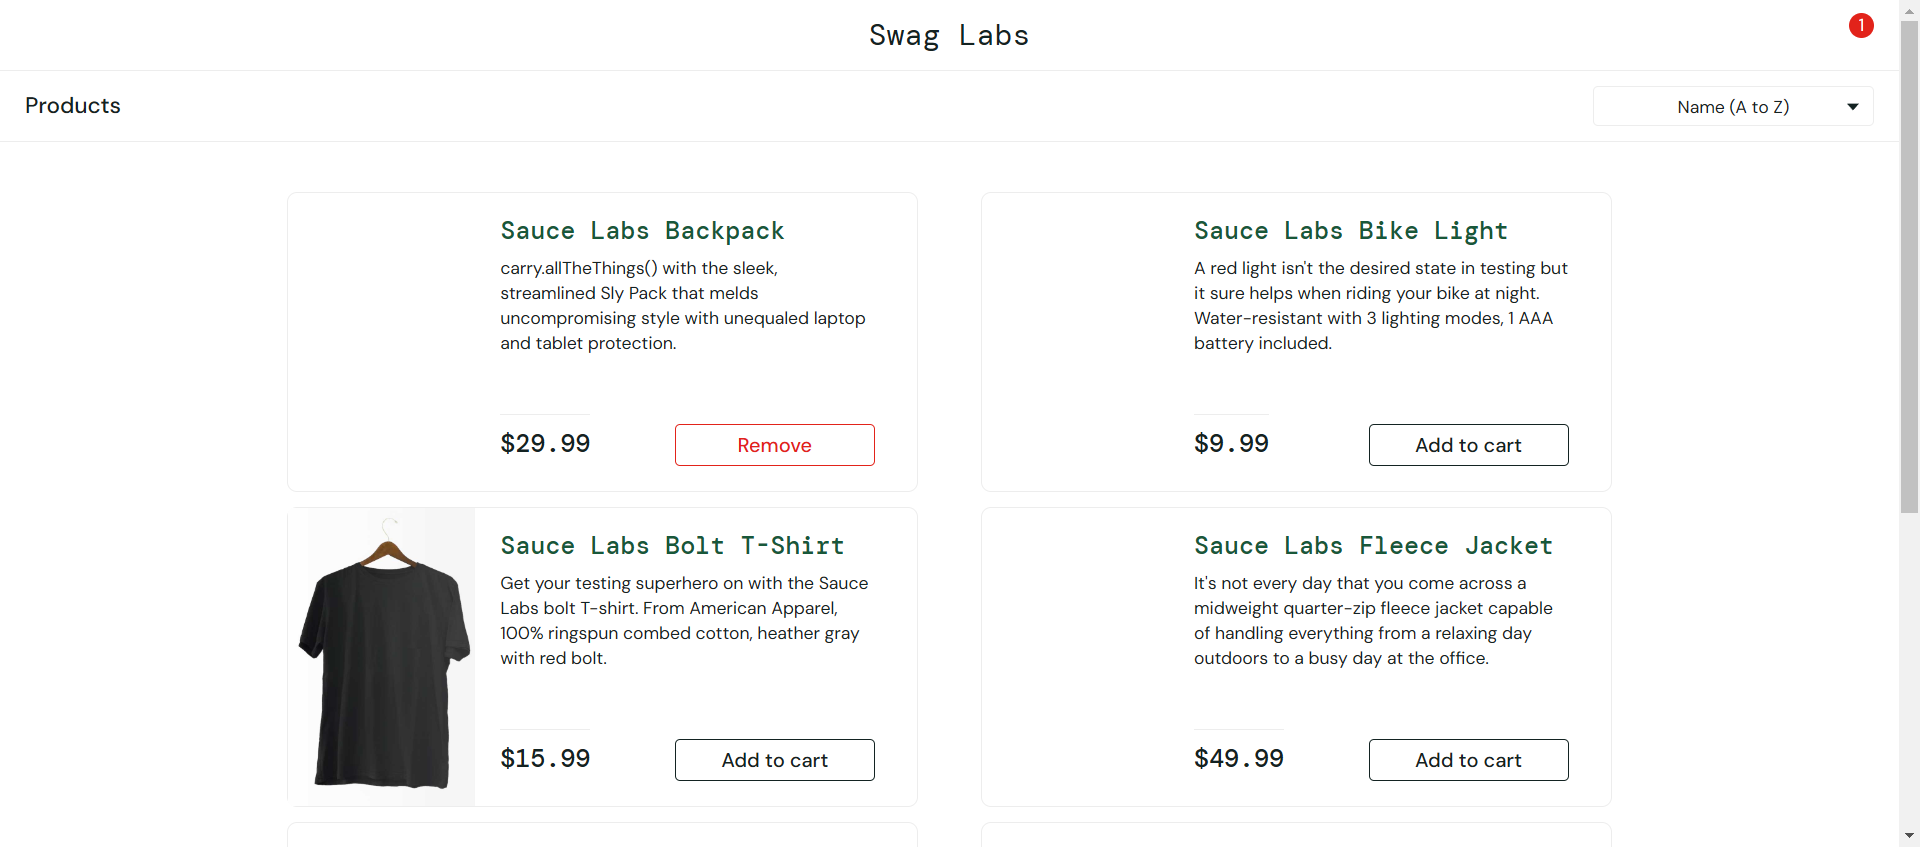 Swag Labs
1
Products
Name (A to Z)
Sauce Labs Backpack
carry.allTheThings() with the sleek,
streamlined Sly Pack that melds
uncompromising style with unequaled laptop
and tablet protection.
$29.99
Remove
Sauce Labs Bike Light
A red light isn't the desired state in testing but
it sure helps when riding your bike at night.
Water-resistant with 3 lighting modes, 1 AAA
battery included.
$9.99
Add to cart
Sauce Labs Bolt T-Shirt
Get your testing superhero on with the Sauce
Labs bolt T-shirt. From American Apparel,
100% ringspun combed cotton, heather gray
with red bolt.
$15.99
Add to cart
Sauce Labs Fleece Jacket
It's not every day that you come across a
midweight quarter-zip fleece jacket capable
of handling everything from a relaxing day
outdoors to a busy day at the office.
$49.99
Add to cart